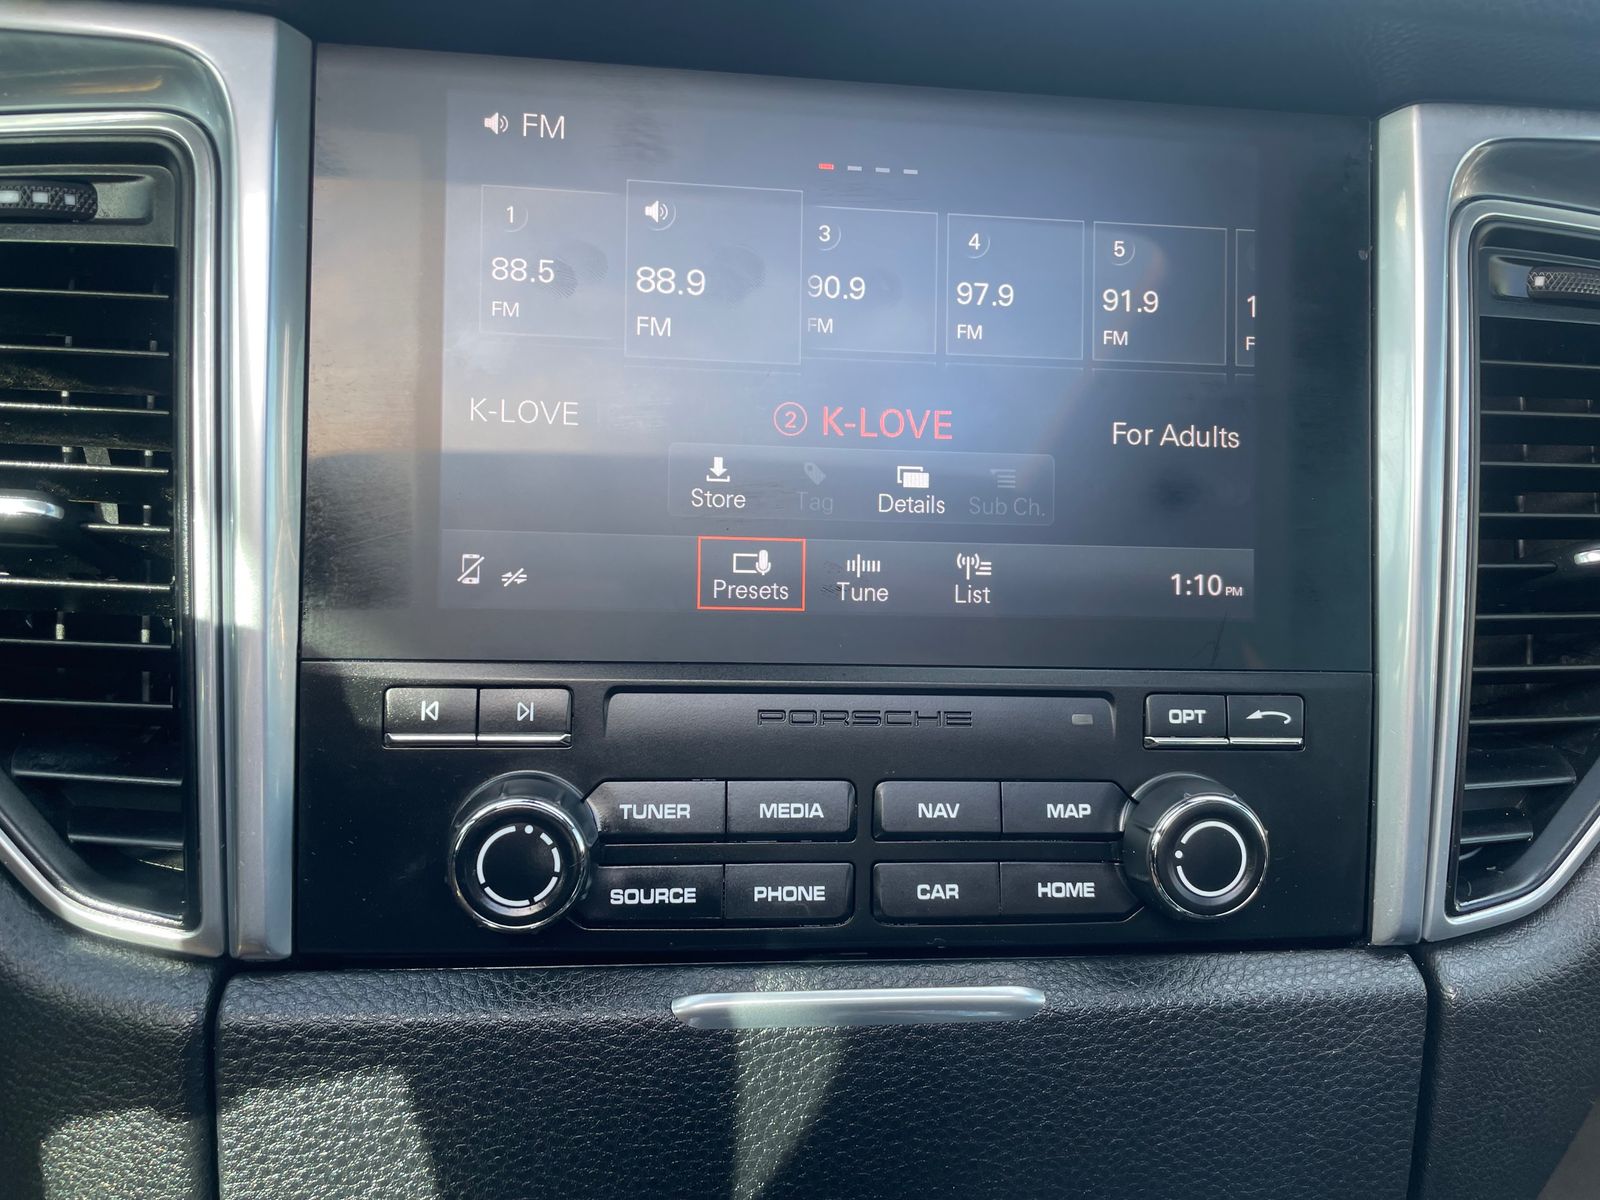 FM
1
88.5
FM
88.9
FM
3
90.9
FM
4
97.9
FM
5
91.9
FM
1
F
K-LOVE
2 K-LOVE
For Adults
Store
Tag
Details
Sub Ch.
Presets
Tune
List
1:10 PM
PORSCHE
OPT
TUNER
MEDIA
NAV
MAP
SOURCE
PHONE
CAR
HOME